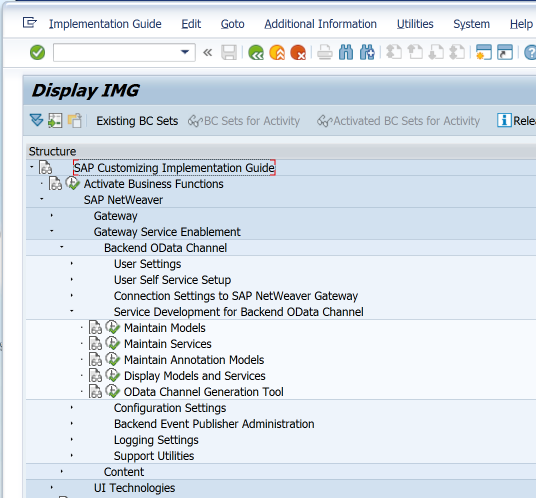 Implementation Guide Edit Goto Additional Information Utilities System Help
Display IMG
Existing BC Sets BC Sets for Activity Activated BC Sets for Activity
Structure
SAP Customizing Implementation Guide
Activate Business Functions
SAP NetWeaver
Gateway
Gateway Service Enablement
Backend OData Channel
User Settings
User Self Service Setup
Connection Settings to SAP NetWeaver Gateway
Service Development for Backend OData Channel
Maintain Models
Maintain Services
Maintain Annotation Models
Display Models and Services
OData Channel Generation Tool
Configuration Settings
Backend Event Publisher Administration
Logging Settings
Support Utilities
Content
UI Technologies